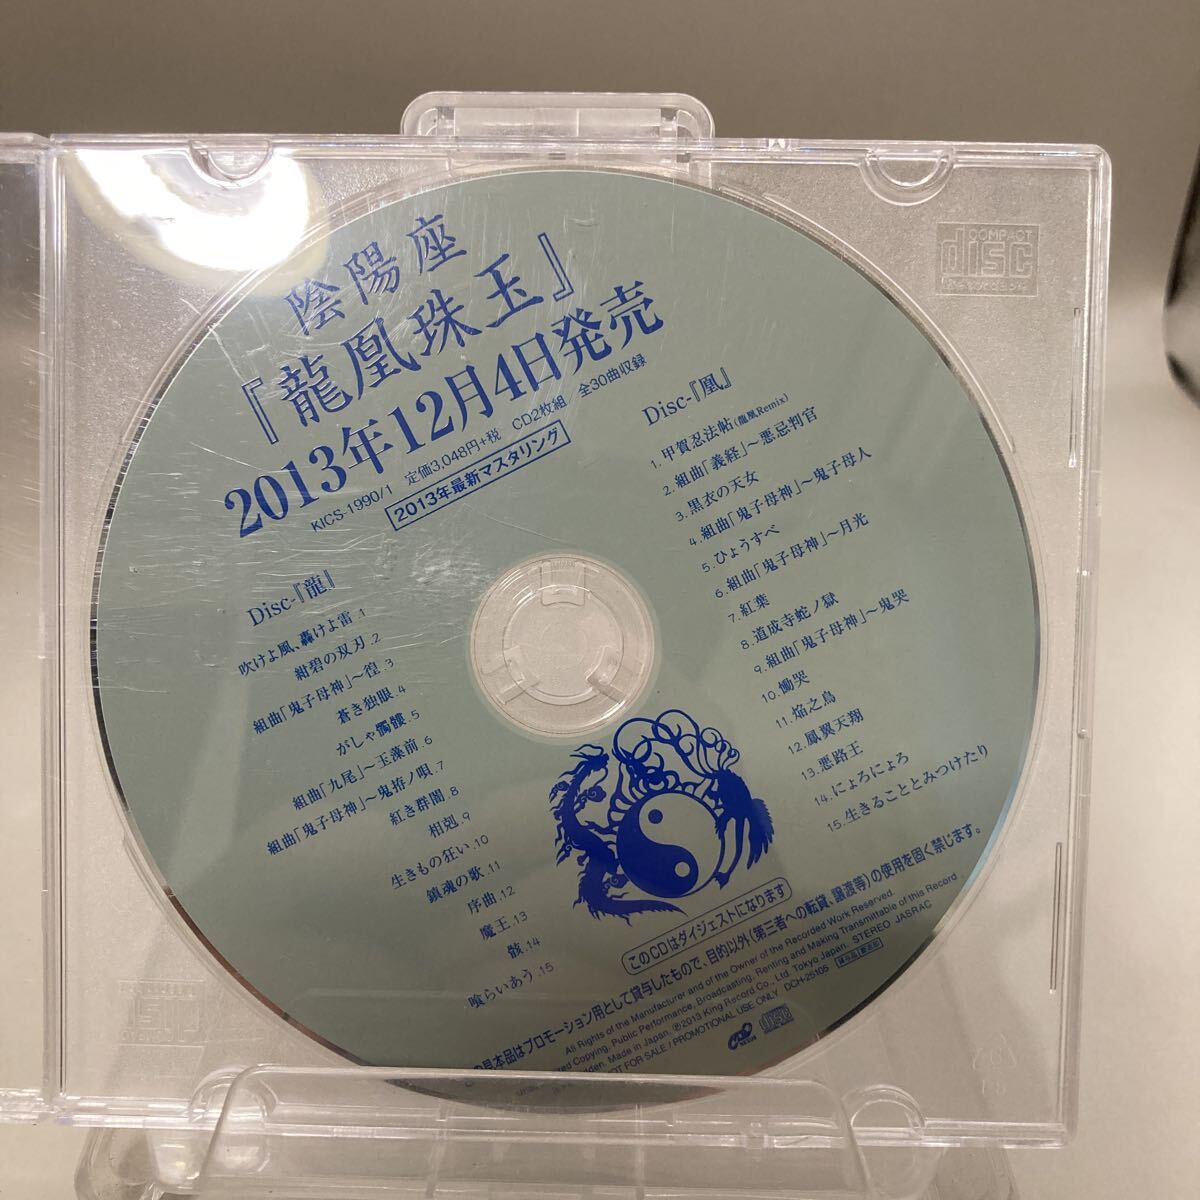 陰陽座
『龍凰珠玉』
2013年12月4日発売
KICS-1990/1 定価3,048円+税 CD2枚組 全30曲収録
2013年最新マスタリング
Disc-『龍』
吹けよ風、轟けよ雷 .1
紺碧の双刃 .2
組曲「鬼子母神」~徨 .3
蒼き独眼 .4
がしゃ髑髏 .5
組曲「九尾」~玉藻前 .6
組曲「鬼子母神」~鬼拵ノ唄 .7
紅き群闇 .8
相剋 .9
生きもの狂い .10
鎮魂の歌 .11
序曲 .12
魔王 .13
骸 .14
喰らいあう .15
Disc-『凰』
1. 甲賀忍法帖(龍凰Remix)
2. 組曲「義経」~悪忌判官
3. 黒衣の天女
4. 組曲「鬼子母神」~鬼子母人
5. ひょうすべ
6. 組曲「鬼子母神」~月光
7. 紅葉
8. 道成寺蛇ノ獄
9. 組曲「鬼子母神」~鬼哭
10. 慟哭
11. 焔之鳥
12. 鳳翼天翔
13. 悪路王
14. にょろにょろ
15. 生きることとみつけたり
このCDはダイジェストになります
見本品はプロモーション用として貸与したもので、目的以外(第三者への転貸、譲渡等)の使用を固く禁じます。
All Rights of the Manufacturer and of the Owner of the Recorded Work Reserved.
Copying, Public Performance, Broadcasting, Renting and Making Transmittable of this Record
Made in Japan. ℗2013 King Record Co., Ltd. Tokyo Japan. STEREO JASRAC
NOT FOR SALE / PROMOTIONAL USE ONLY DCH-25105
COMPACT
disc